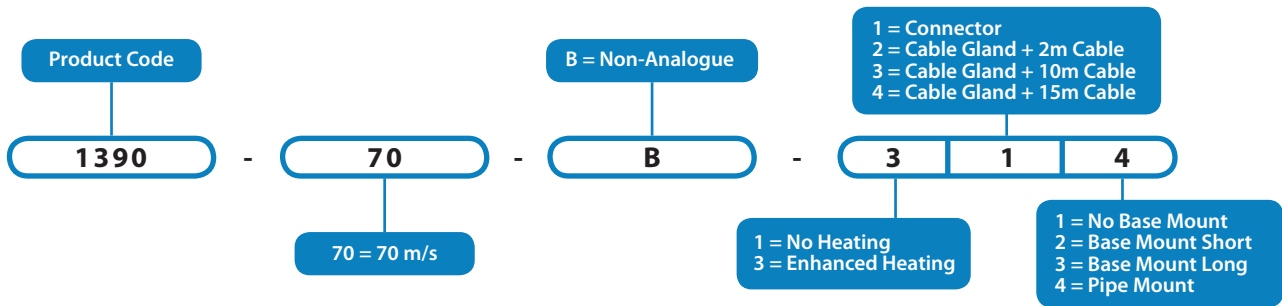 1 = Connector
2 = Cable Gland + 2m Cable
3 = Cable Gland + 10m Cable
4 = Cable Gland + 15m Cable
Product Code
B = Non-Analogue
1390 - 70 - B - 3 1 4
70 = 70 m/s
1 = No Heating
3 = Enhanced Heating
1 = No Base Mount
2 = Base Mount Short
3 = Base Mount Long
4 = Pipe Mount